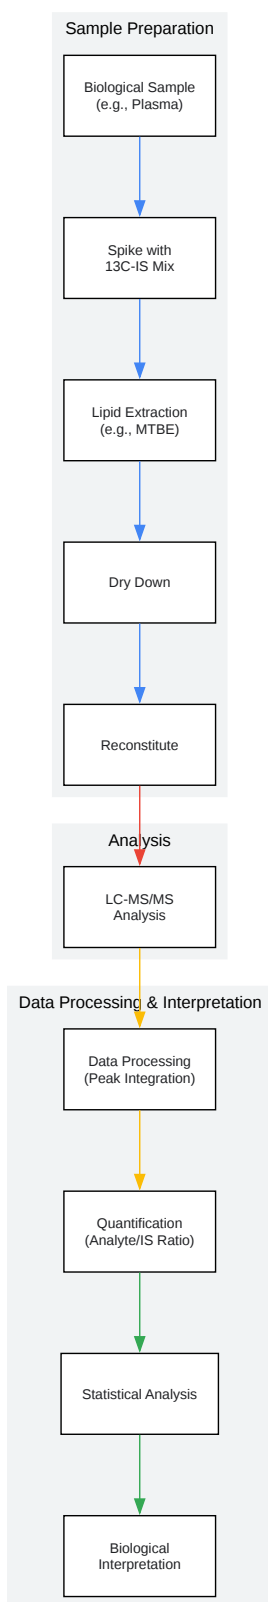 Sample Preparation
Biological Sample
(e.g., Plasma)
Spike with
13C-IS Mix
Lipid Extraction
(e.g., MTBE)
Dry Down
Reconstitute
Analysis
LC-MS/MS
Analysis
Data Processing & Interpretation
Data Processing
(Peak Integration)
Quantification
(Analyte/IS Ratio)
Statistical Analysis
Biological
Interpretation